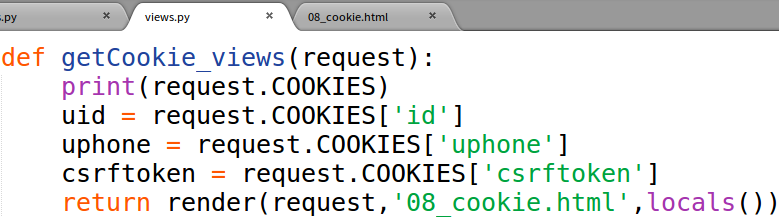 s.py × views.py × 08_cookie.html ×
def getCookie_views(request):
    print(request.COOKIES)
    uid = request.COOKIES['id']
    uphone = request.COOKIES['uphone']
    csrftoken = request.COOKIES['csrftoken']
    return render(request,'08_cookie.html',locals())